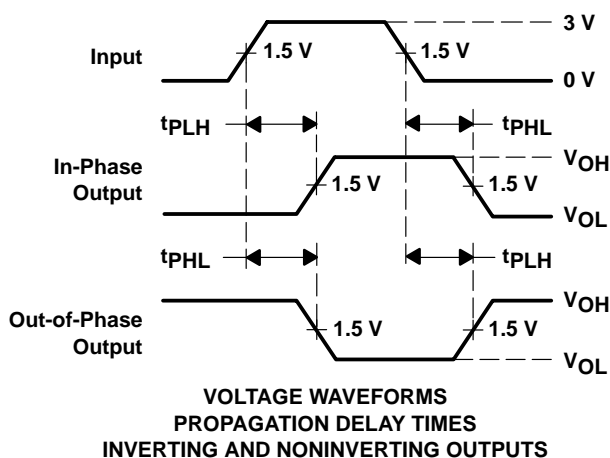 3 V
Input
1.5 V
1.5 V
0 V
tPLH
tPHL
In-Phase
Output
VOH
1.5 V
1.5 V
VOL
tPHL
tPLH
Out-of-Phase
Output
VOH
1.5 V
1.5 V
VOL
VOLTAGE WAVEFORMS
PROPAGATION DELAY TIMES
INVERTING AND NONINVERTING OUTPUTS